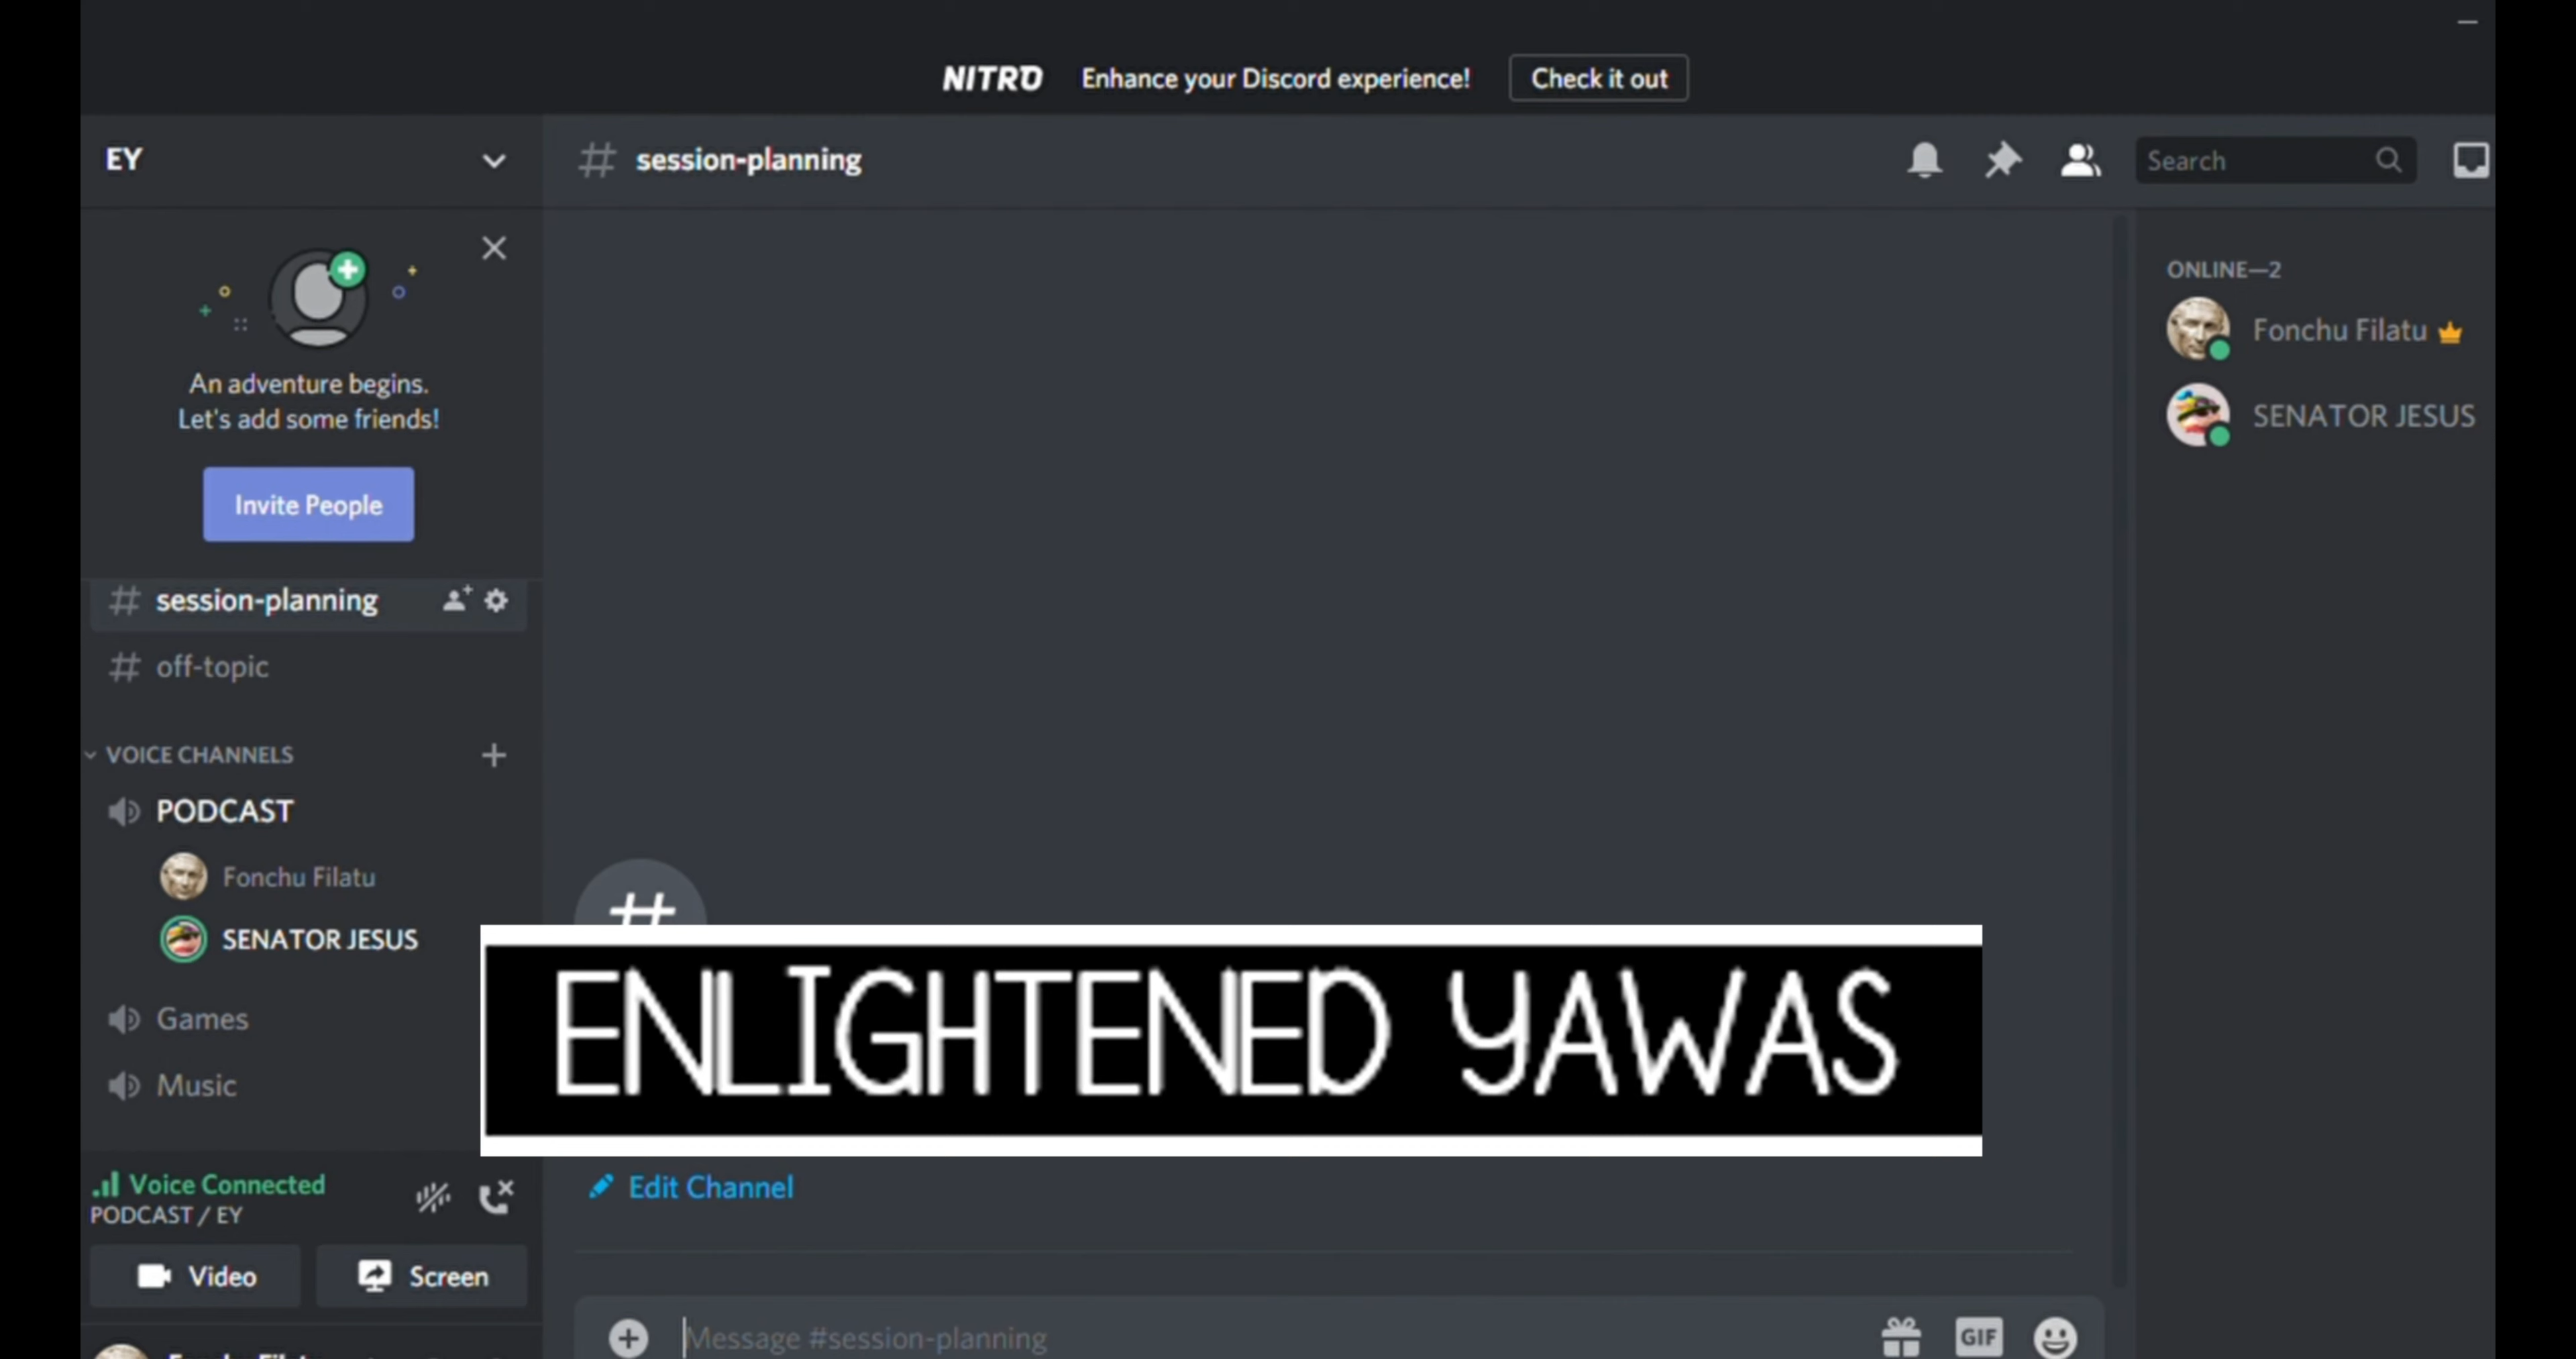 NITRO Enhance your Discord experience! Check it out
EY
# session-planning
Search
An adventure begins.
Let's add some friends!
Invite People
# session-planning
# off-topic
VOICE CHANNELS
PODCAST
Fonchu Filatu
SENATOR JESUS
Games
Music
Voice Connected
PODCAST / EY
Video
Screen
ONLINE—2
Fonchu Filatu
SENATOR JESUS
#
ENLIGHTENED YAWAS
Edit Channel
Message #session-planning
GIF